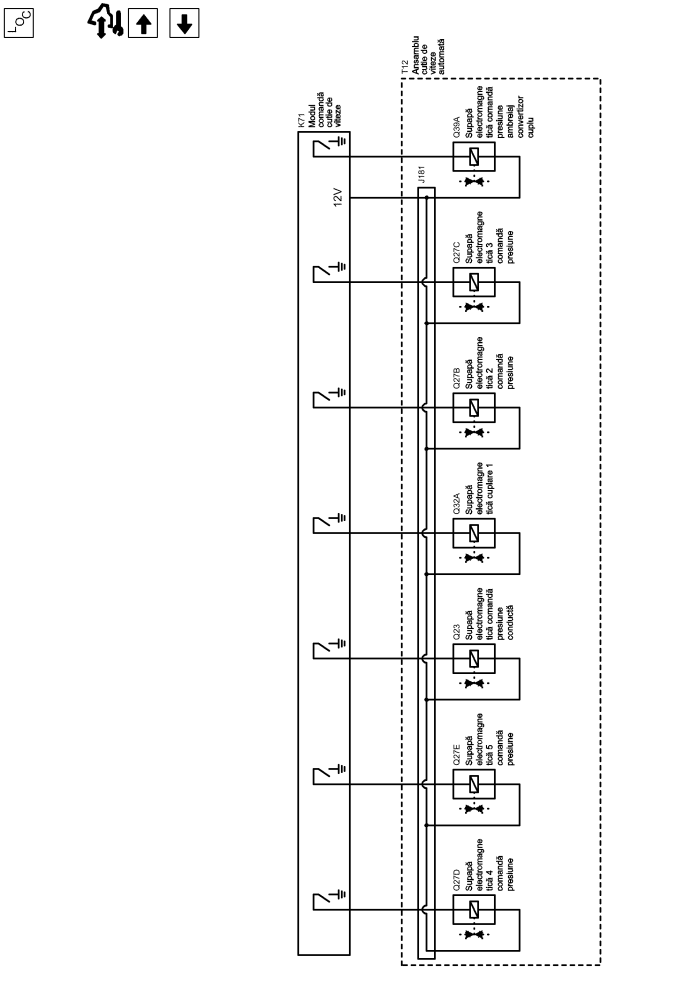 LOC
T12
Ansamblu
cutie de
viteze
automată
K71
Modul
comandă
cutie de
viteze
12V
J181
Q39A
Supapă
electromagne
tică comandă
presiune
ambreiaj
convertizor
cuplu
Q27C
Supapă
electromagne
tică 3
comandă
presiune
Q27B
Supapă
electromagne
tică 2
comandă
presiune
Q32A
Supapă
electromagne
tică cuplare 1
Q23
Supapă
electromagne
tică comandă
presiune
conductă
Q27E
Supapă
electromagne
tică 5
comandă
presiune
Q27D
Supapă
electromagne
tică 4
comandă
presiune